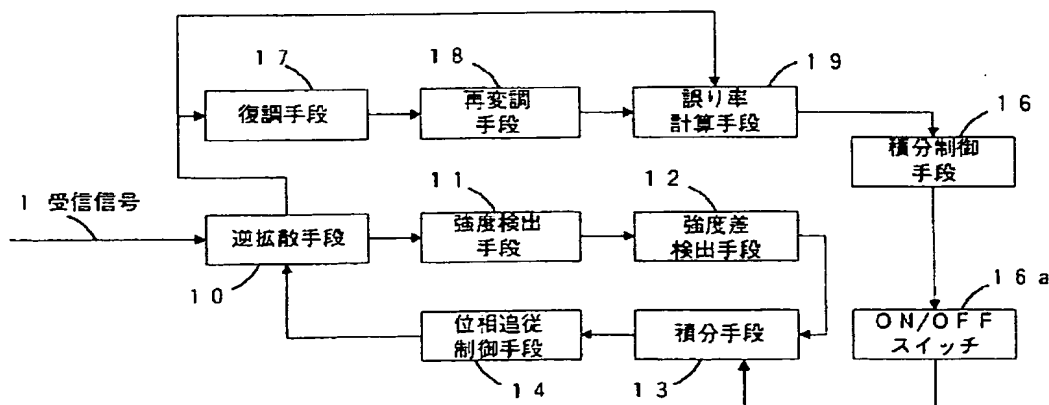 17
復調手段
18
再変調
手段
19
誤り率
計算手段
16
積分制御
手段
1 受信信号
逆拡散手段
10
11
強度検出
手段
12
強度差
検出手段
位相追従
制御手段
14
積分手段
13
16a
ON/OFF
スイッチ